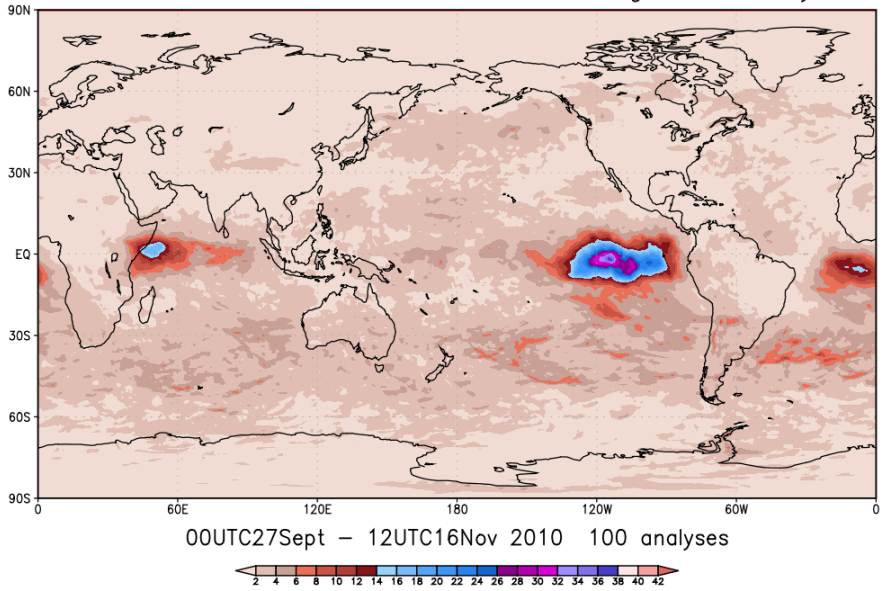 90N
60N
30N
EQ
30S
60S
90S
0 60E 120E 180 120W 60W 0
00UTC27Sept – 12UTC16Nov 2010 100 analyses
2 4 6 8 10 12 14 16 18 20 22 24 26 28 30 32 34 36 38 40 42